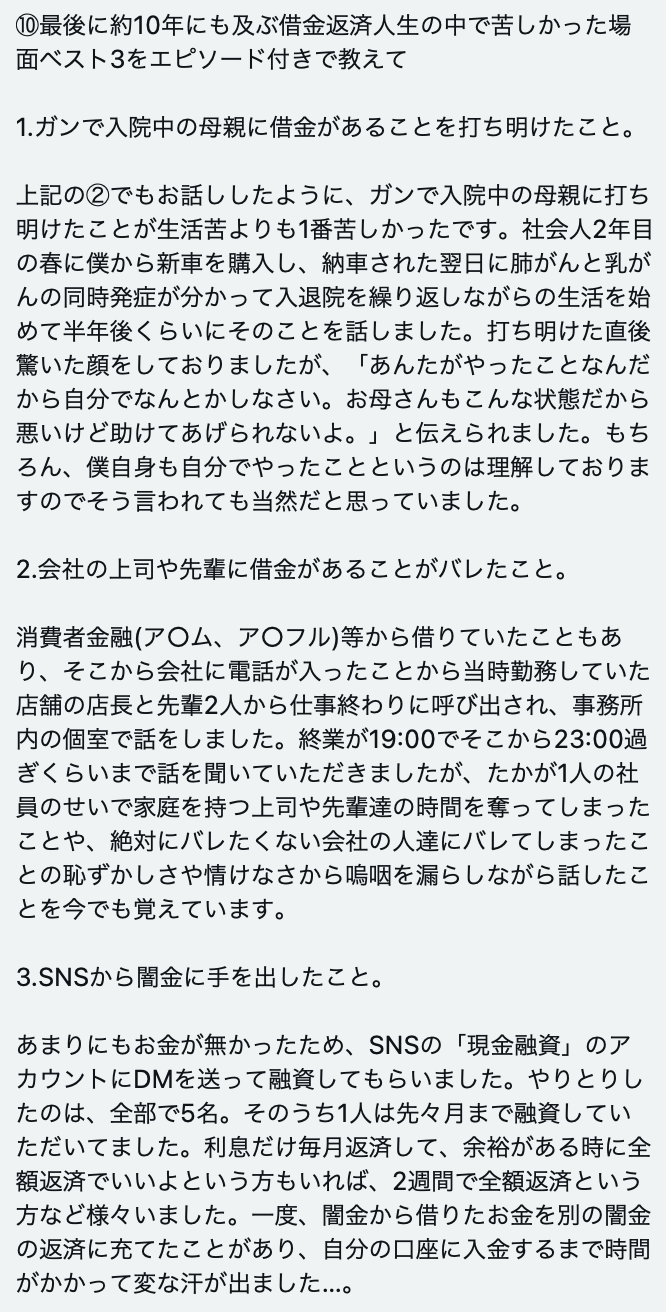 ⑩最後に約10年にも及ぶ借金返済人生の中で苦しかった場
面ベスト3をエピソード付きで教えて
1.ガンで入院中の母親に借金があることを打ち明けたこと。
上記の②でもお話ししたように、ガンで入院中の母親に打ち
明けたことが生活苦よりも1番苦しかったです。社会人2年目
の春に僕から新車を購入し、納車された翌日に肺がんと乳が
んの同時発症が分かって入退院を繰り返しながらの生活を始
めて半年後くらいにそのことを話しました。打ち明けた直後
驚いた顔をしておりましたが、「あんたがやったことなんだ
から自分でなんとかしなさい。お母さんもこんな状態だから
悪いけど助けてあげられないよ。」と伝えられました。もち
ろん、僕自身も自分でやったことというのは理解しておりま
すのでそう言われても当然だと思っていました。
2.会社の上司や先輩に借金があることがバレたこと。
消費者金融(ア〇ム、ア〇フル)等から借りていたこともあ
り、そこから会社に電話が入ったことから当時勤務していた
店舗の店長と先輩2人から仕事終わりに呼び出され、事務所
内の個室で話をしました。終業が19:00でそこから23:00過
ぎくらいまで話を聞いていただきましたが、たかが1人の社
員のせいで家庭を持つ上司や先輩達の時間を奪ってしまった
ことや、絶対にバレたくない会社の人達にバレてしまったこ
との恥ずかしさや情けなさから嗚咽を漏らしながら話したこ
とを今でも覚えています。
3.SNSから闇金に手を出したこと。
あまりにもお金が無かったため、SNSの「現金融資」のア
カウントにDMを送って融資してもらいました。やりとりし
たのは、全部で5名。そのうち1人は先々月まで融資してい
ただいてました。利息だけ毎月返済して、余裕がある時に全
額返済でいいよという方もいれば、2週間で全額返済という
方など様々いました。一度、闇金から借りたお金を別の闇金
の返済に充てたことがあり、自分の口座に入金するまで時間
がかかって変な汗が出ました...。